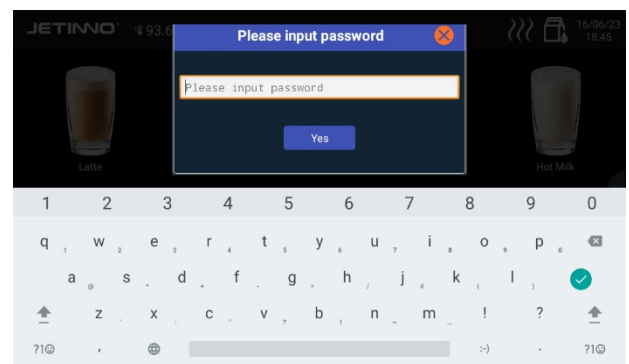 JETINNO
93.6
16/06/23
18:45
Please input password
Please input password
Yes
Latte
Hot Milk
1 2 3 4 5 6 7 8 9 0
q w e r t y u i o p
a s d f g h j k l
z x c v b n m ! ?
?1☺ , :-) . ?1☺